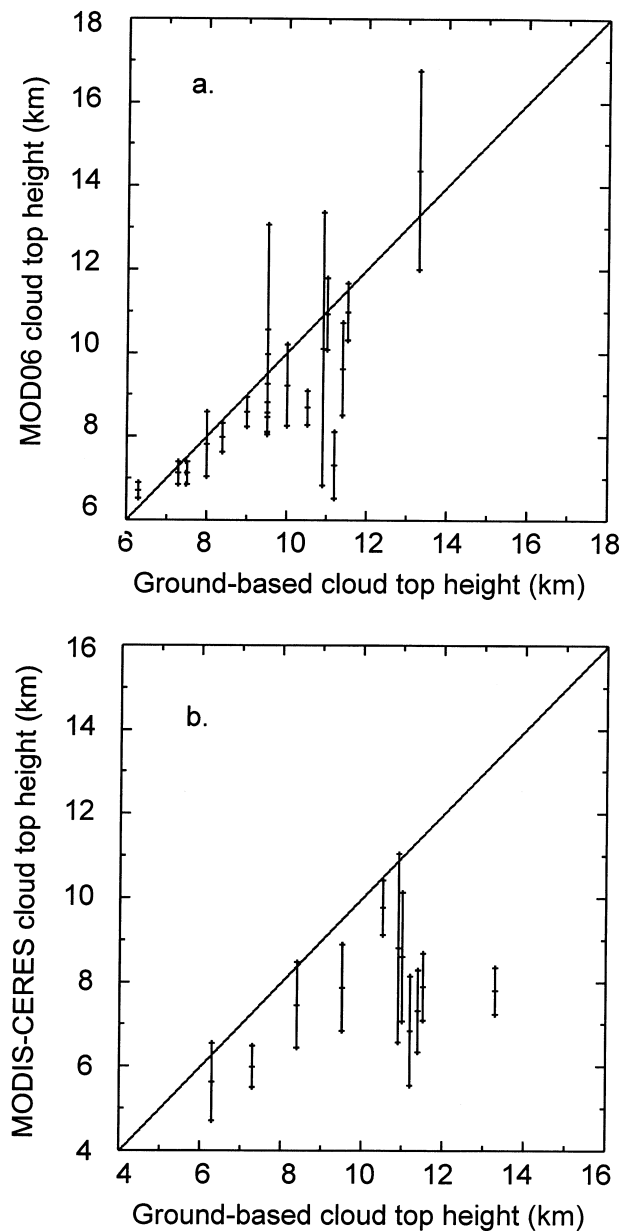 18
16
14
12
10
8
6
MOD06 cloud top height (km)
a.
6 8 10 12 14 16 18
Ground-based cloud top height (km)
16
14
12
10
8
6
4
MODIS-CERES cloud top height (km)
b.
4 6 8 10 12 14 16
Ground-based cloud top height (km)